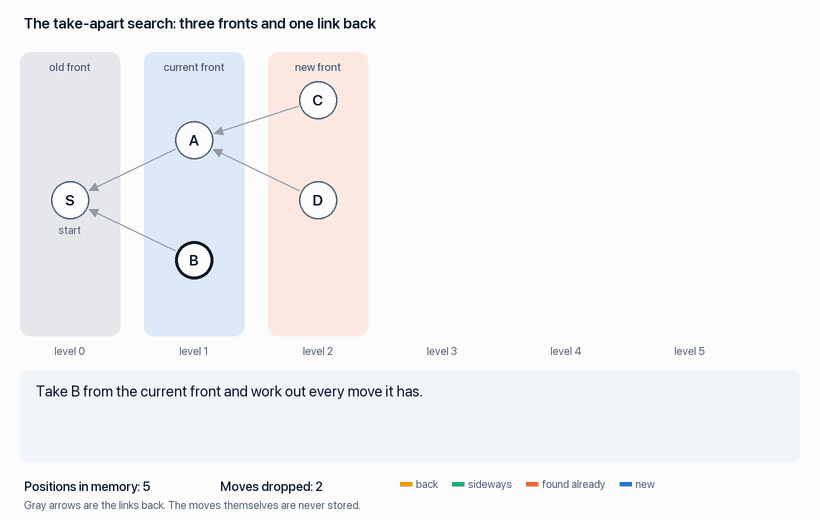 The take-apart search: three fronts and one link back
old front
current front
new front
C
A
S
D
start
B
level 0
level 1
level 2
level 3
level 4
level 5
Take B from the current front and work out every move it has.
Positions in memory: 5
Moves dropped: 2
back
sideways
found already
new
Gray arrows are the links back. The moves themselves are never stored.